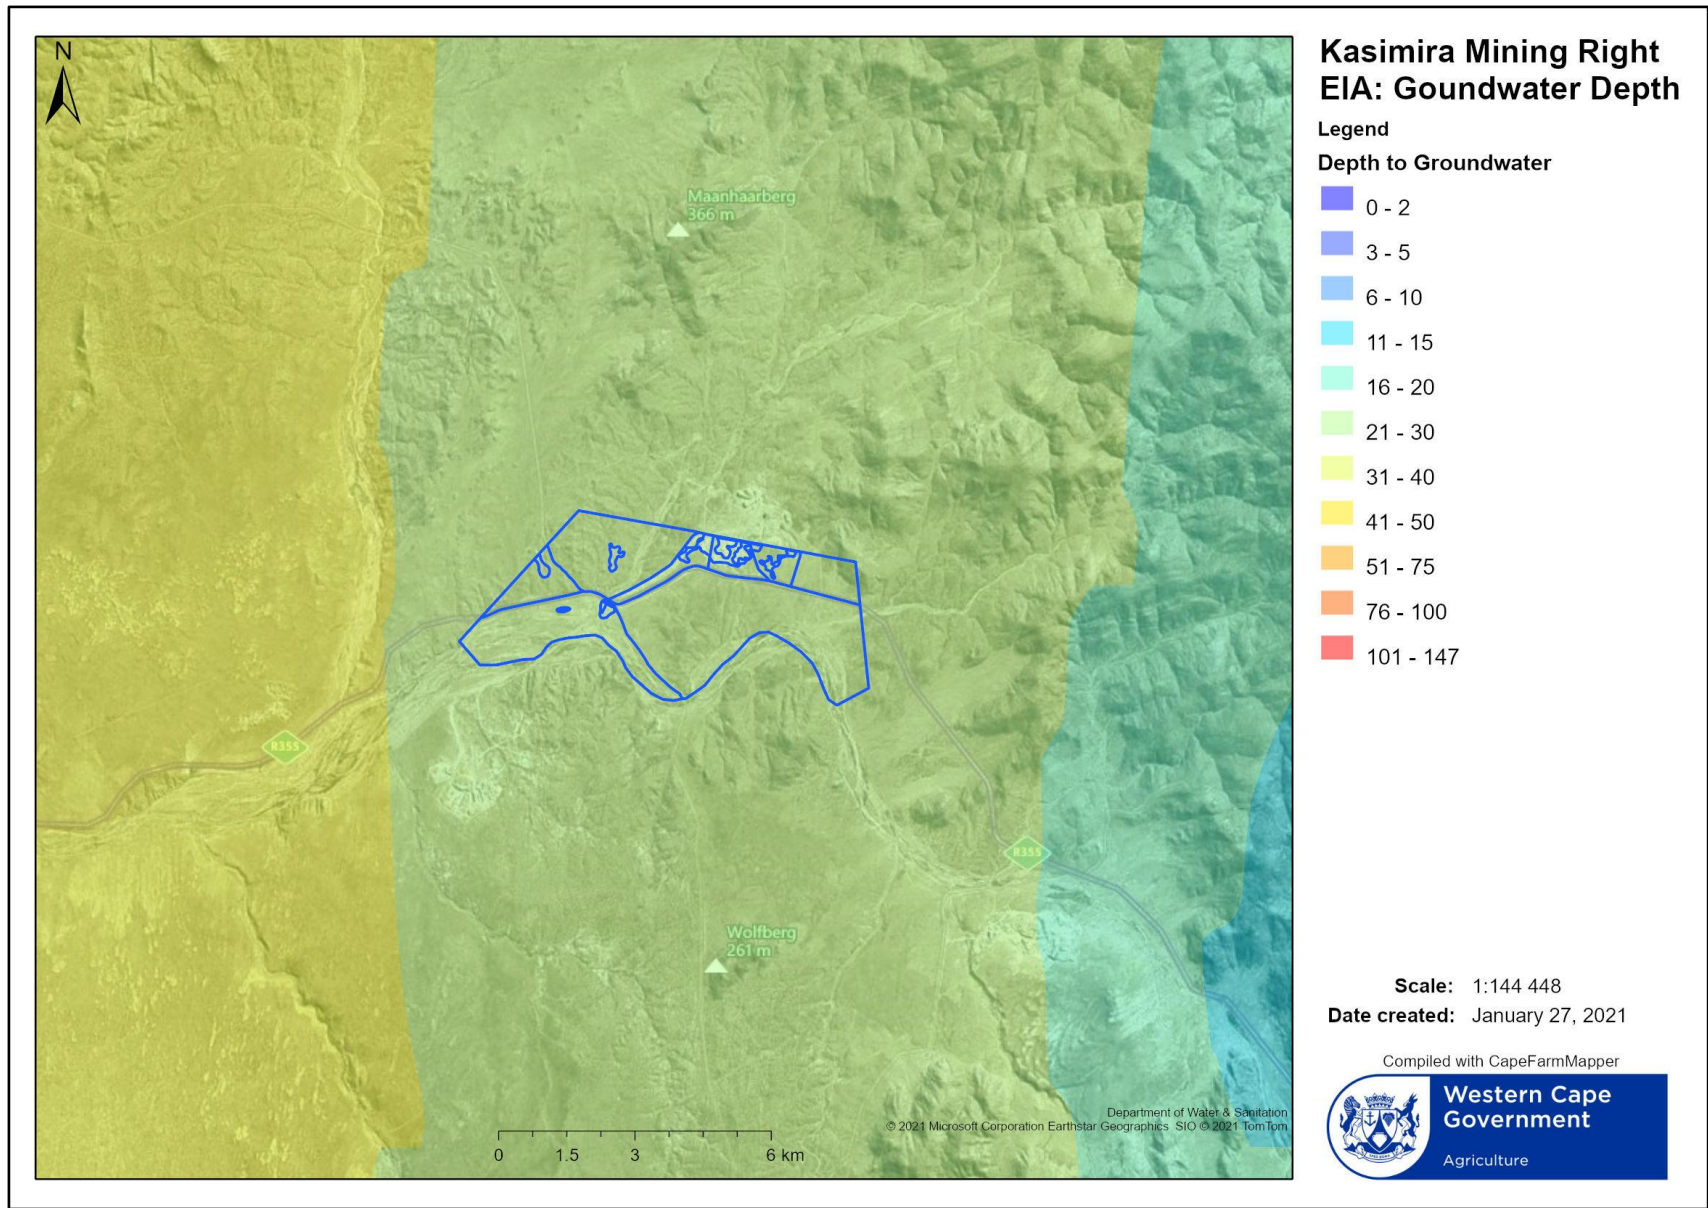 Kasimira Mining Right
EIA: Goundwater Depth
Legend
Depth to Groundwater
0 - 2
3 - 5
6 - 10
11 - 15
16 - 20
21 - 30
31 - 40
41 - 50
51 - 75
76 - 100
101 - 147
N
Maanhaarberg
366 m
R355
R355
Wolfberg
261 m
Department of Water & Sanitation
© 2021 Microsoft Corporation Earthstar Geographics SIO © 2021 TomTom
0 1.5 3 6 km
Scale: 1:144 448
Date created: January 27, 2021
Compiled with CapeFarmMapper
Western Cape
Government
Agriculture